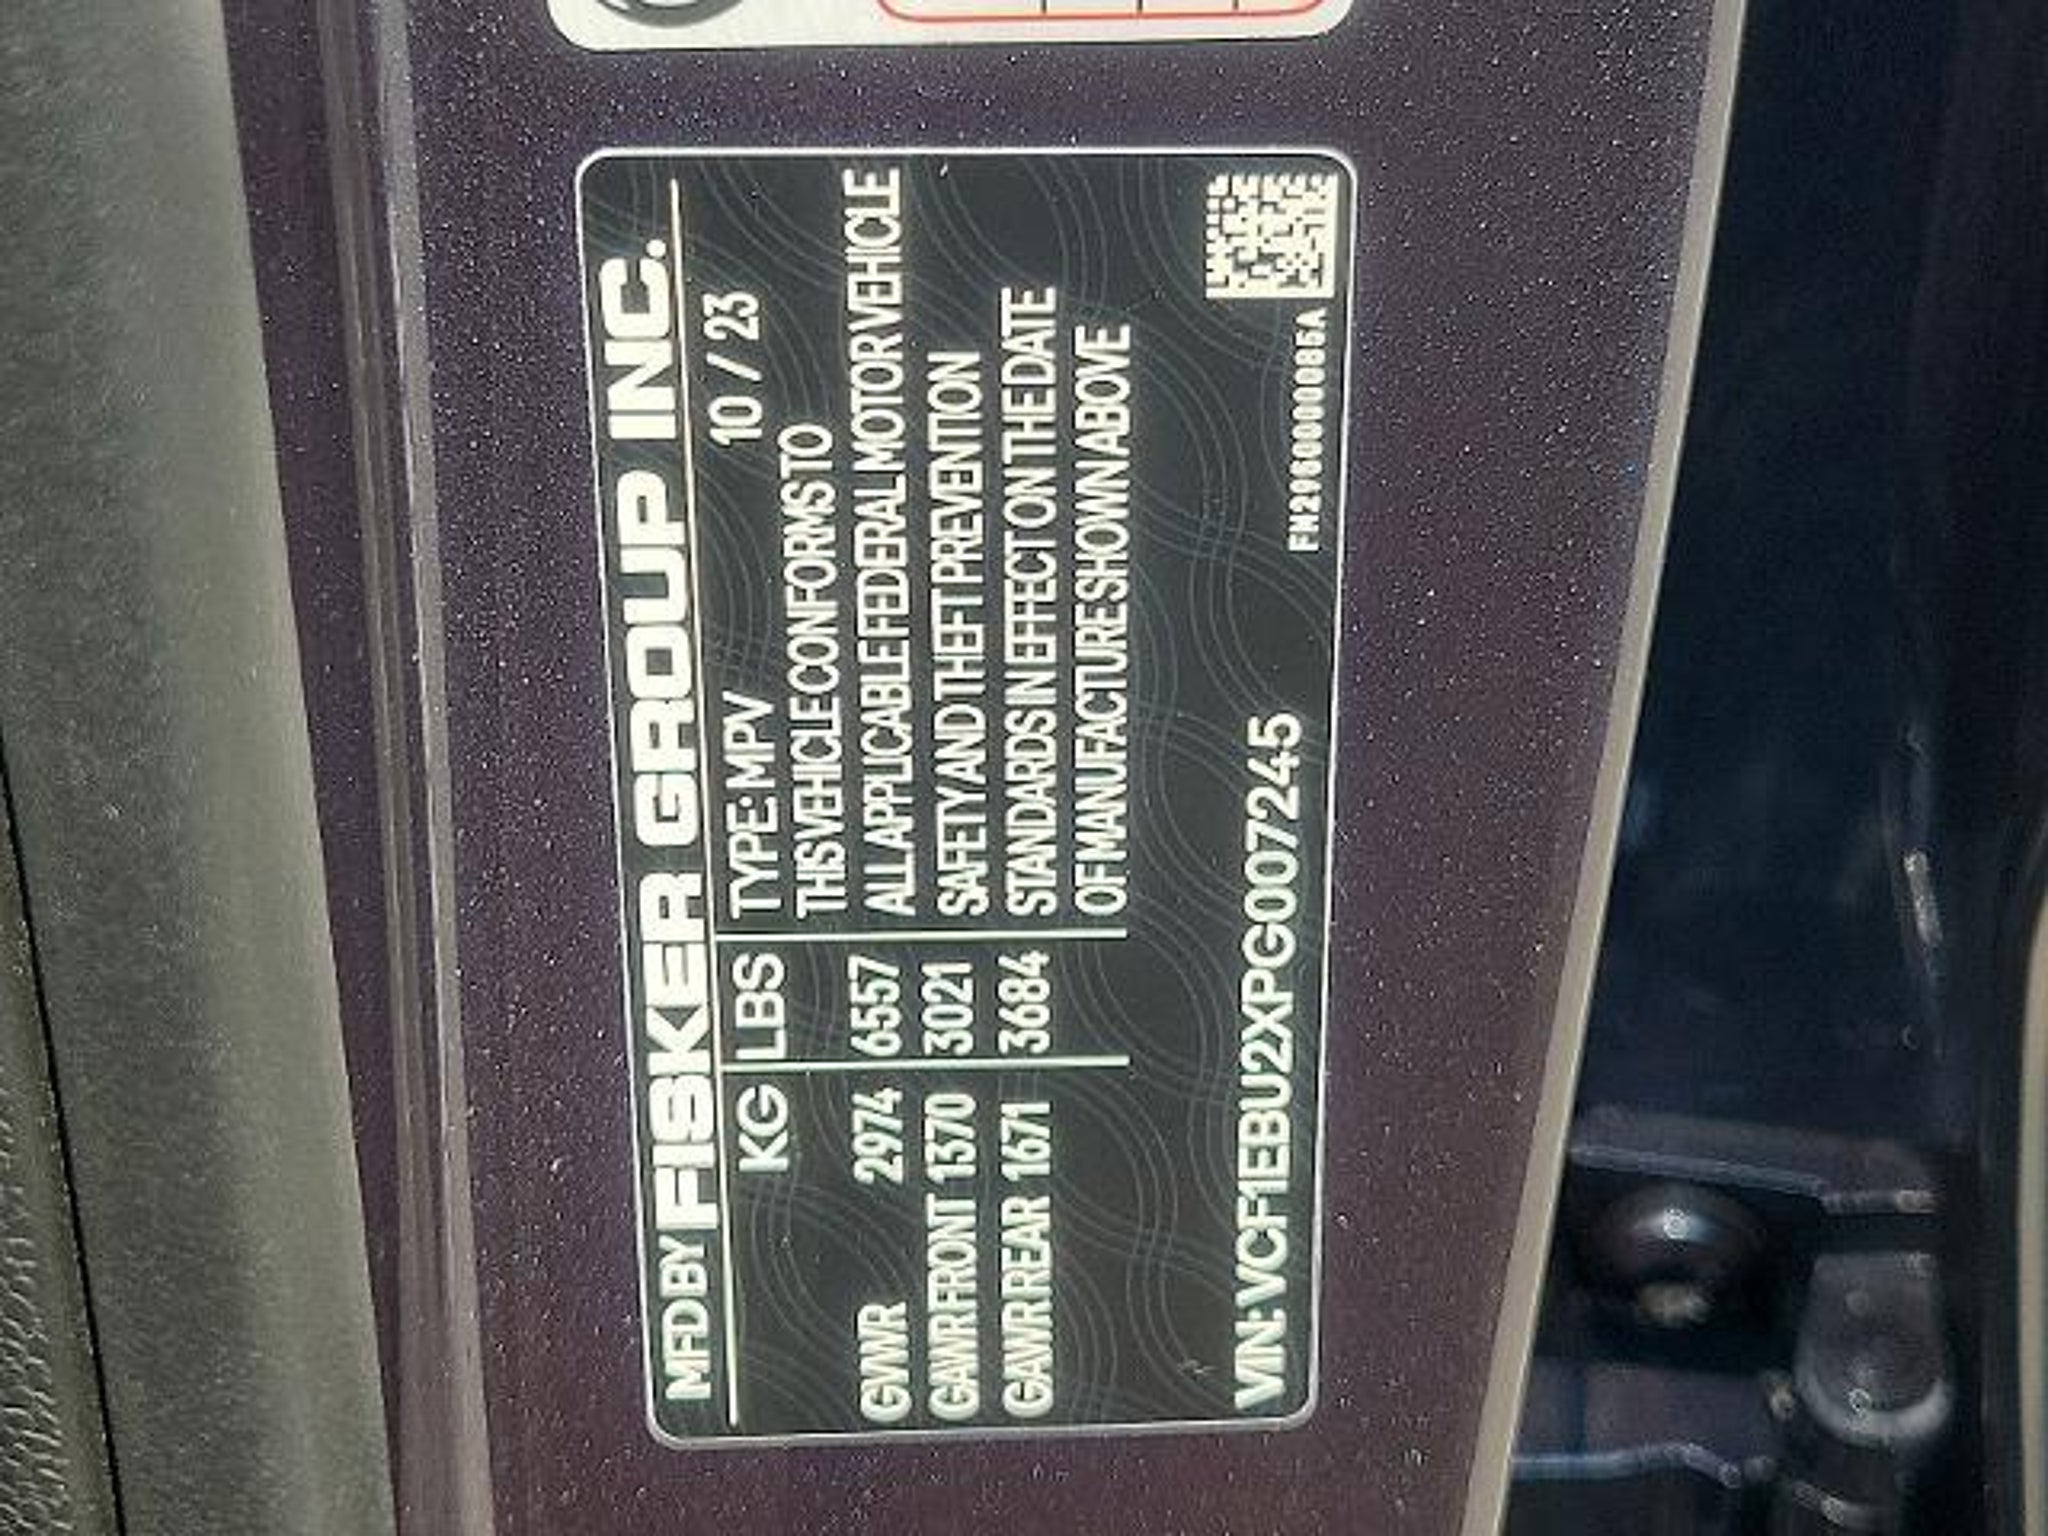 MFD BY FISKER GROUP INC.
KG LBS TYPE: MPV 10 / 23
THIS VEHICLE CONFORMS TO
GWVR 2974 6557 ALL APPLICABLE FEDERAL MOTOR VEHICLE
GAWR FRONT 1370 3021 SAFETY AND THEFT PREVENTION
GAWR REAR 1671 3684 STANDARDS IN EFFECT ON THE DATE
OF MANUFACTURE SHOWN ABOVE
VIN: VCF1EBU2XPG007245